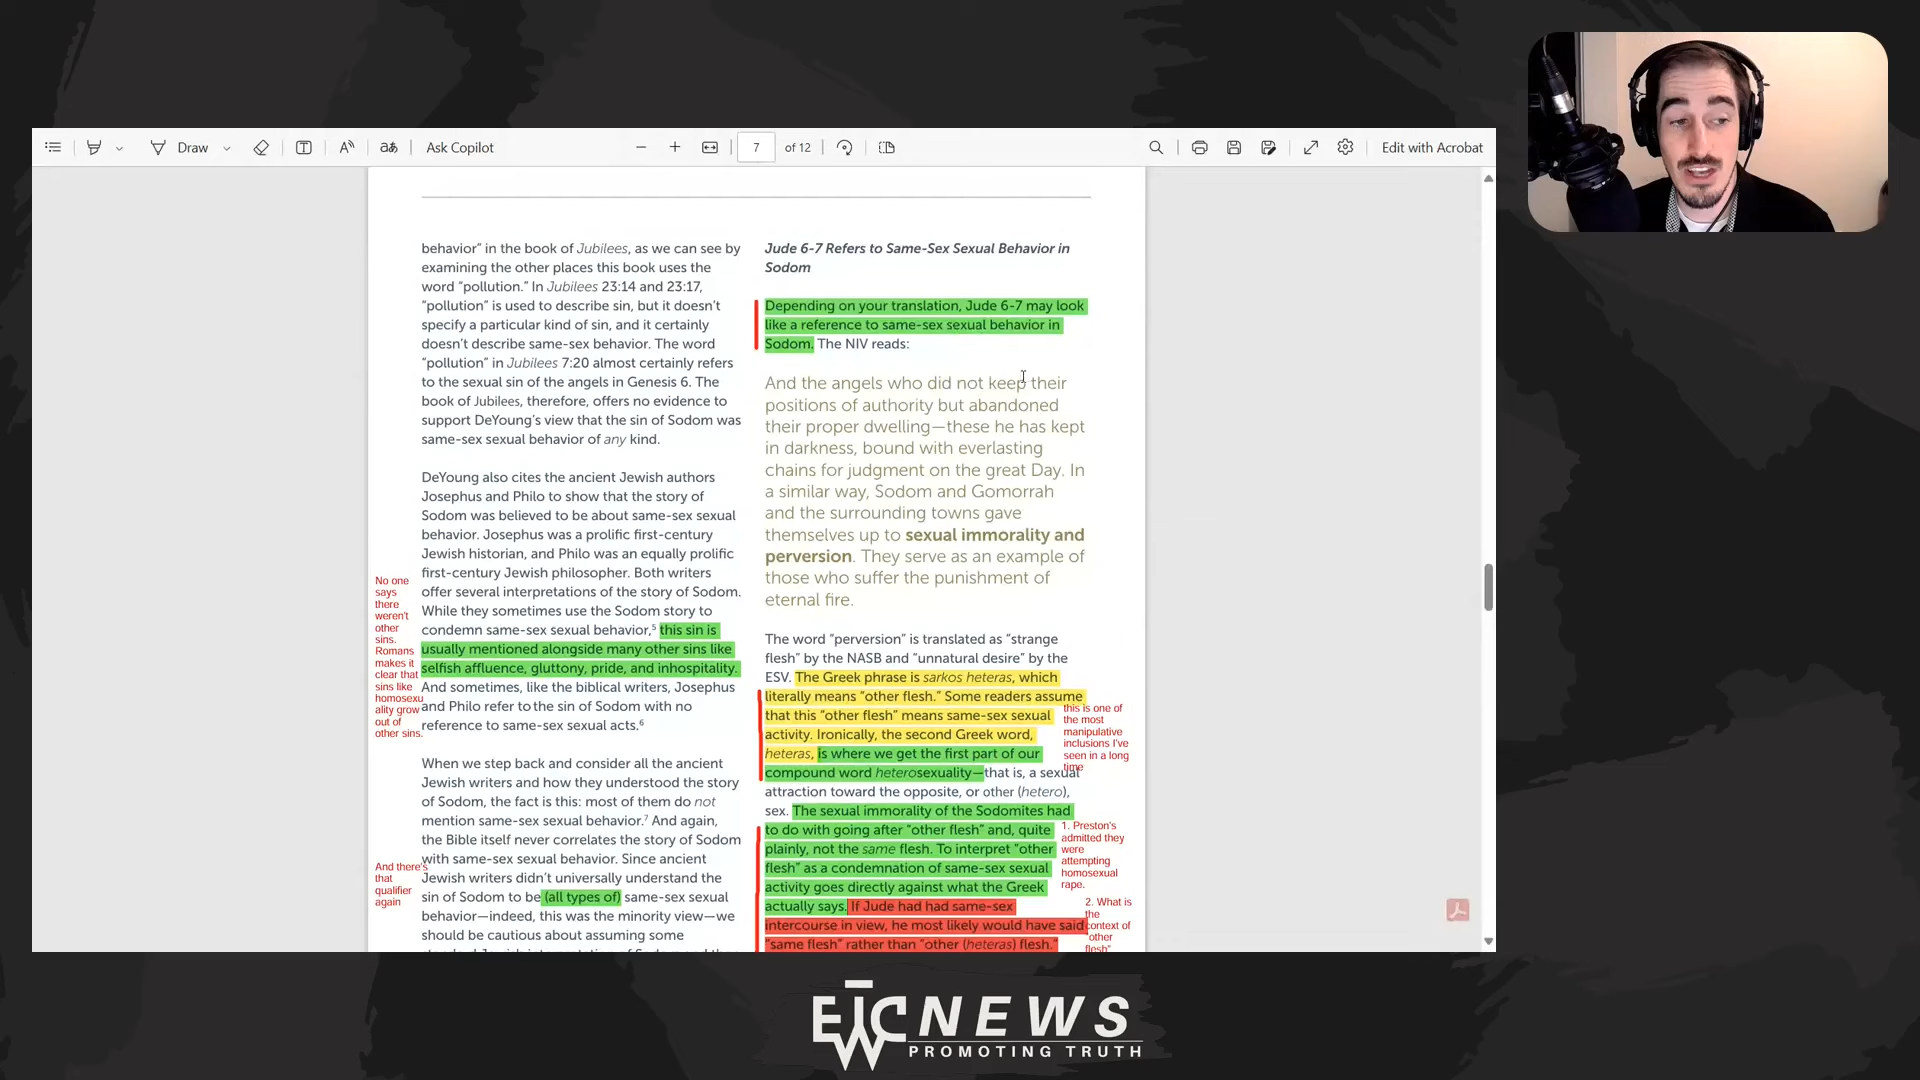 Draw
Ask Copilot
7
of 12
Edit with Acrobat
behavior” in the book of Jubilees, as we can see by
examining the other places this book uses the
word “pollution.” In Jubilees 23:14 and 23:17,
“pollution” is used to describe sin, but it doesn’t
specify a particular kind of sin, and it certainly
doesn’t describe same-sex behavior. The word
“pollution” in Jubilees 7:20 almost certainly refers
to the sexual sin of the angels in Genesis 6. The
book of Jubilees, therefore, offers no evidence to
support DeYoung’s view that the sin of Sodom was
same-sex sexual behavior of any kind.
DeYoung also cites the ancient Jewish authors
Josephus and Philo to show that the story of
Sodom was believed to be about same-sex sexual
behavior. Josephus was a prolific first-century
Jewish historian, and Philo was an equally prolific
first-century Jewish philosopher. Both writers
offer several interpretations of the story of Sodom.
While they sometimes use the Sodom story to
condemn same-sex sexual behavior,⁵ this sin is
usually mentioned alongside many other sins like
selfish affluence, gluttony, pride, and inhospitality.
And sometimes, like the biblical writers, Josephus
and Philo refer to the sin of Sodom with no
reference to same-sex sexual acts.⁶
When we step back and consider all the ancient
Jewish writers and how they understood the story
of Sodom, the fact is this: most of them do not
mention same-sex sexual behavior.⁷ And again,
the Bible itself never correlates the story of Sodom
with same-sex sexual behavior. Since ancient
Jewish writers didn’t universally understand the
sin of Sodom to be (all types of) same-sex sexual
behavior—indeed, this was the minority view—we
should be cautious about assuming some
No one
says
there
weren't
other
sins.
Romans
makes it
clear that
sins like
homosexu
ality grow
out of
other sins.
And there's
that
qualifier
again
Jude 6-7 Refers to Same-Sex Sexual Behavior in
Sodom
Depending on your translation, Jude 6-7 may look
like a reference to same-sex sexual behavior in
Sodom. The NIV reads:
And the angels who did not keep their
positions of authority but abandoned
their proper dwelling—these he has kept
in darkness, bound with everlasting
chains for judgment on the great Day. In
a similar way, Sodom and Gomorrah
and the surrounding towns gave
themselves up to sexual immorality and
perversion. They serve as an example of
those who suffer the punishment of
eternal fire.
The word “perversion” is translated as “strange
flesh” by the NASB and “unnatural desire” by the
ESV. The Greek phrase is sarkos heteras, which
literally means “other flesh.” Some readers assume
that this “other flesh” means same-sex sexual
activity. Ironically, the second Greek word,
heteras, is where we get the first part of our
compound word heterosexuality—that is, a sexual
attraction toward the opposite, or other (hetero),
sex. The sexual immorality of the Sodomites had
to do with going after “other flesh” and, quite
plainly, not the same flesh. To interpret “other
flesh” as a condemnation of same-sex sexual
activity goes directly against what the Greek
actually says. If Jude had had same-sex
intercourse in view, he most likely would have said
“same flesh” rather than “other (heteras) flesh.”
this is one of
the most
manipulative
inclusions I've
seen in a long
time
1. Preston's
admitted they
were
attempting
homosexual
rape.
2. What is
the
context of
"other
flesh"
EWC NEWS
PROMOTING TRUTH